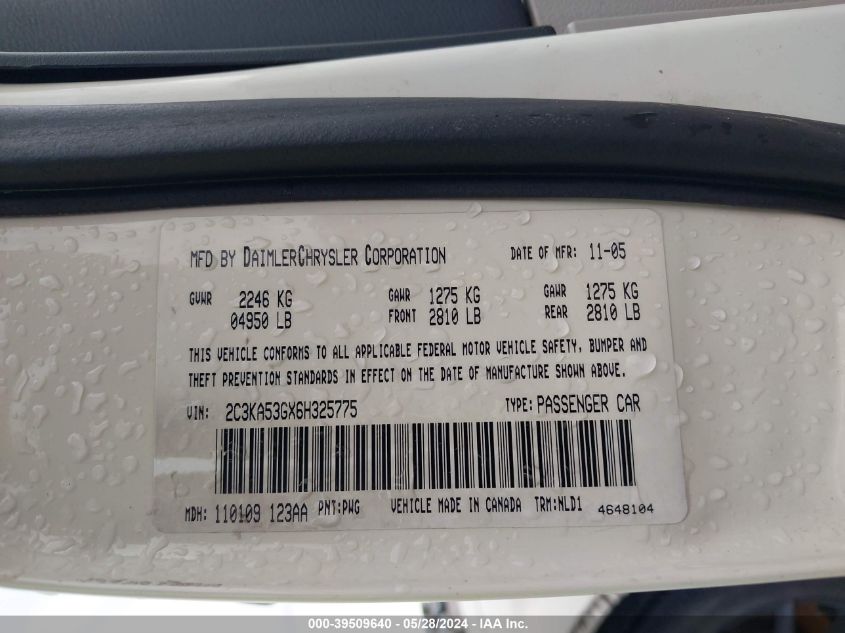 MFD BY DAIMLERCHRYSLER CORPORATION DATE OF MFR: 11-05
GVWR 2246 KG GAWR 1275 KG GAWR 1275 KG
04950 LB FRONT 2810 LB REAR 2810 LB
THIS VEHICLE CONFORMS TO ALL APPLICABLE FEDERAL MOTOR VEHICLE SAFETY, BUMPER AND
THEFT PREVENTION STANDARDS IN EFFECT ON THE DATE OF MANUFACTURE SHOWN ABOVE.
VIN: 2C3KA53GX6H325775 TYPE: PASSENGER CAR
MDH: 110109 123AA PNT:PWG VEHICLE MADE IN CANADA TRM:NLD1 4648104
000-39509640 - 05/28/2024 - IAA Inc.